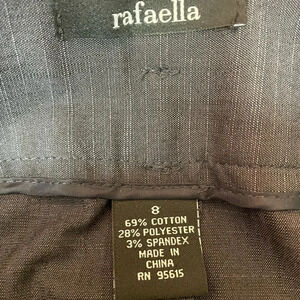 rafaella
8
69% COTTON
28% POLYESTER
3% SPANDEX
MADE IN
CHINA
RN 95615